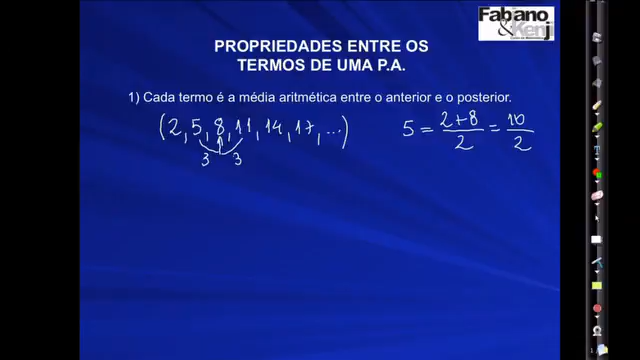 Fabiano
& Kenji
PROPRIEDADES ENTRE OS
TERMOS DE UMA P.A.
1) Cada termo é a média aritmética entre o anterior e o posterior.
(2, 5, 8, 11, 14, 17, ...) 5 = 2+8/2 = 10/2
3 3